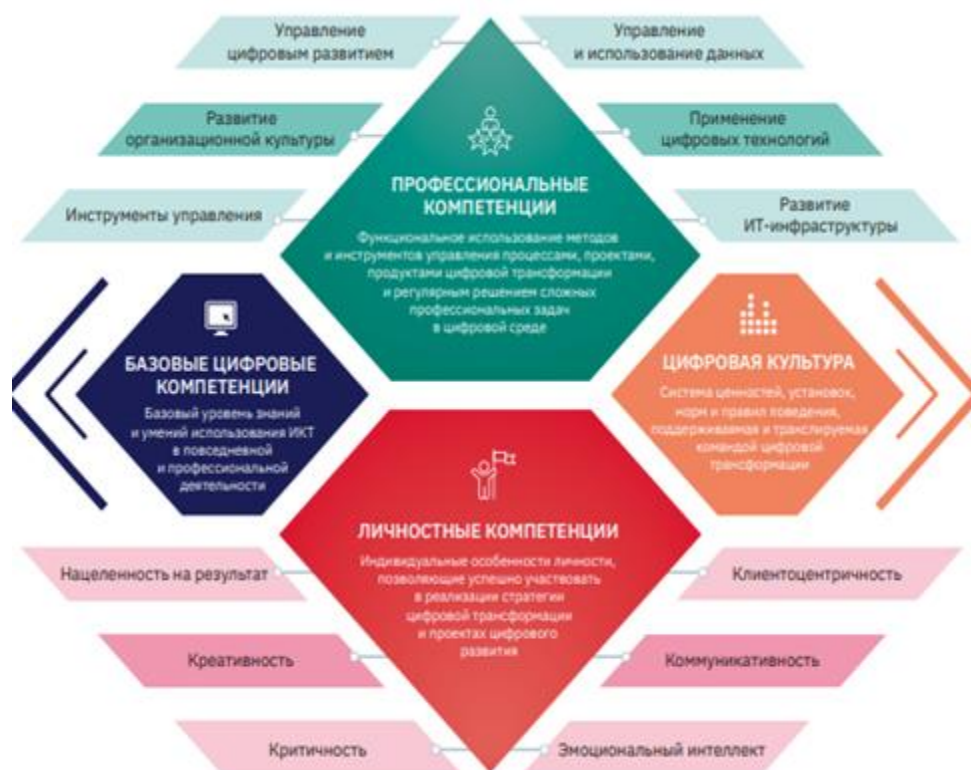 Управление
цифровым развитием
Управление
и использование данных
Развитие
организационной культуры
Применение
цифровых технологий
Инструменты управления
Развитие
ИТ-инфраструктуры
ПРОФЕССИОНАЛЬНЫЕ
КОМПЕТЕНЦИИ
Функциональное использование методов
и инструментов управления процессами, проектами,
продуктами цифровой трансформации
и регулярным решением сложных
профессиональных задач
в цифровой среде
БАЗОВЫЕ ЦИФРОВЫЕ
КОМПЕТЕНЦИИ
Базовый уровень знаний
и умений использования ИКТ
в повседневной
и профессиональной
деятельности
ЦИФРОВАЯ КУЛЬТУРА
Система ценностей, установок,
норм и правил поведения,
поддерживаемая и транслируемая
командой цифровой
трансформации
ЛИЧНОСТНЫЕ КОМПЕТЕНЦИИ
Индивидуальные особенности личности,
позволяющие успешно участвовать
в реализации стратегии
цифровой трансформации
и проектах цифрового
развития
Нацеленность на результат
Клиентоцентричность
Креативность
Коммуникативность
Критичность
Эмоциональный интеллект